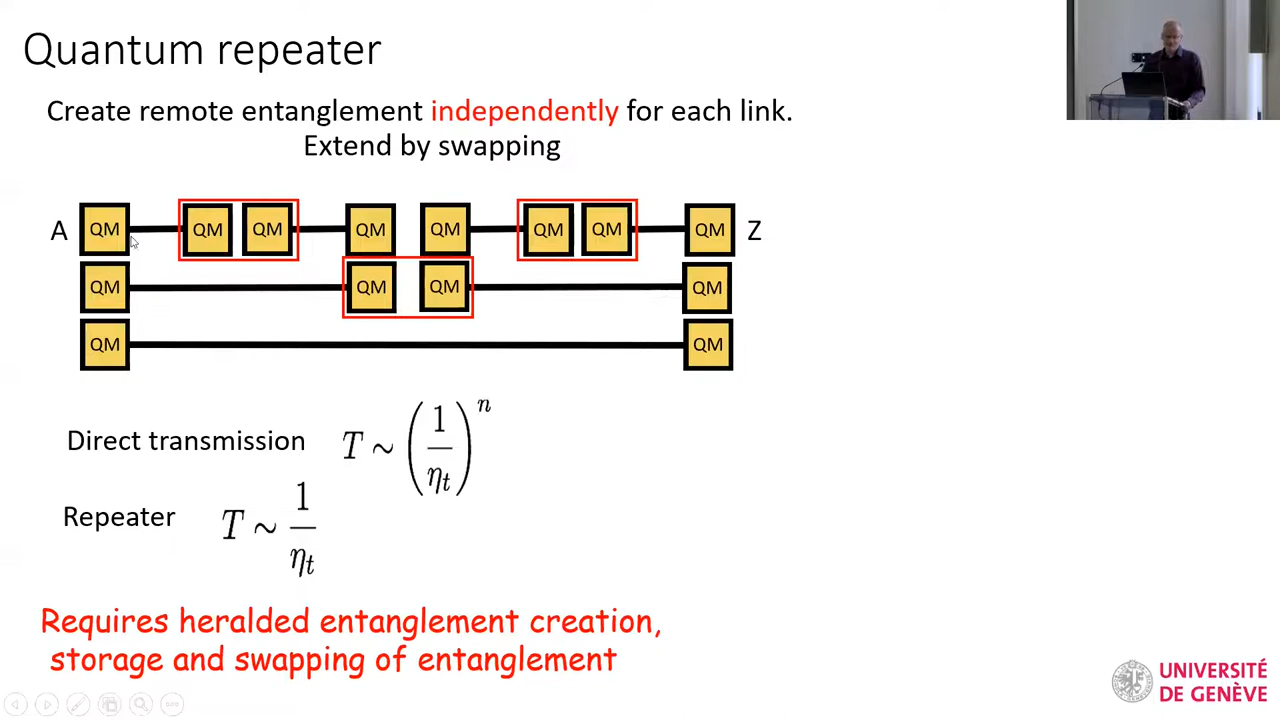 Quantum repeater
Create remote entanglement independently for each link.
Extend by swapping
A QM QM QM QM QM QM QM QM Z
QM QM QM QM
QM QM
Direct transmission T ~ (1/ηt)^n
Repeater T ~ 1/ηt
Requires heralded entanglement creation,
storage and swapping of entanglement
UNIVERSITÉ
DE GENÈVE